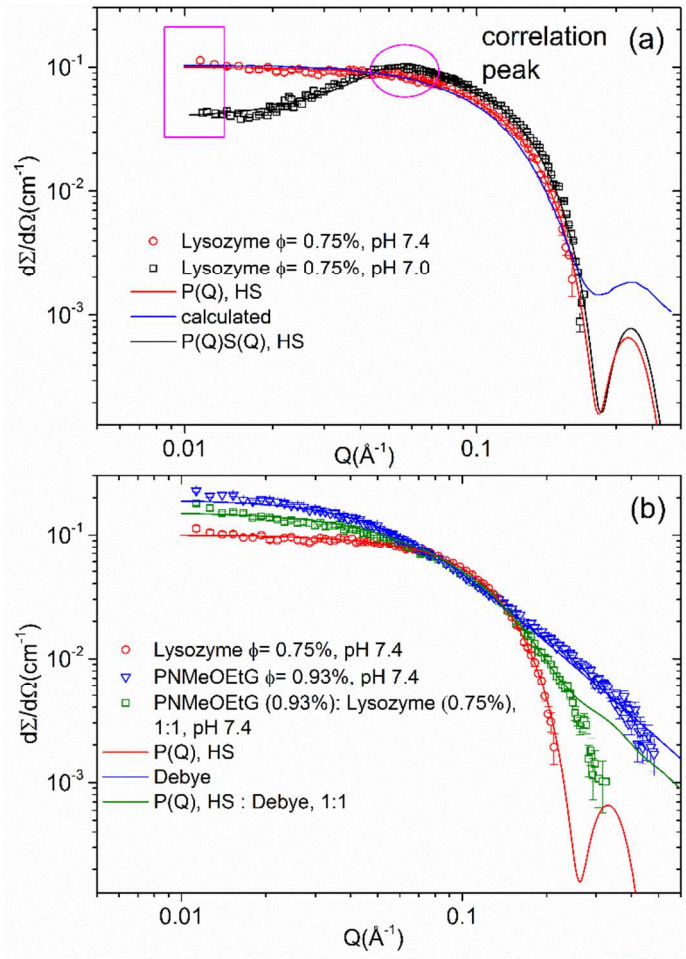 correlation
peak
(a)
10⁻¹
10⁻²
10⁻³
dΣ/dΩ(cm⁻¹)
Lysozyme ϕ= 0.75%, pH 7.4
Lysozyme ϕ= 0.75%, pH 7.0
P(Q), HS
calculated
P(Q)S(Q), HS
0.01 0.1
Q(Å⁻¹)
(b)
10⁻¹
10⁻²
10⁻³
dΣ/dΩ(cm⁻¹)
Lysozyme ϕ= 0.75%, pH 7.4
PNMeOEtG ϕ= 0.93%, pH 7.4
PNMeOEtG (0.93%): Lysozyme (0.75%),
1:1, pH 7.4
P(Q), HS
Debye
P(Q), HS : Debye, 1:1
0.01 0.1
Q(Å⁻¹)